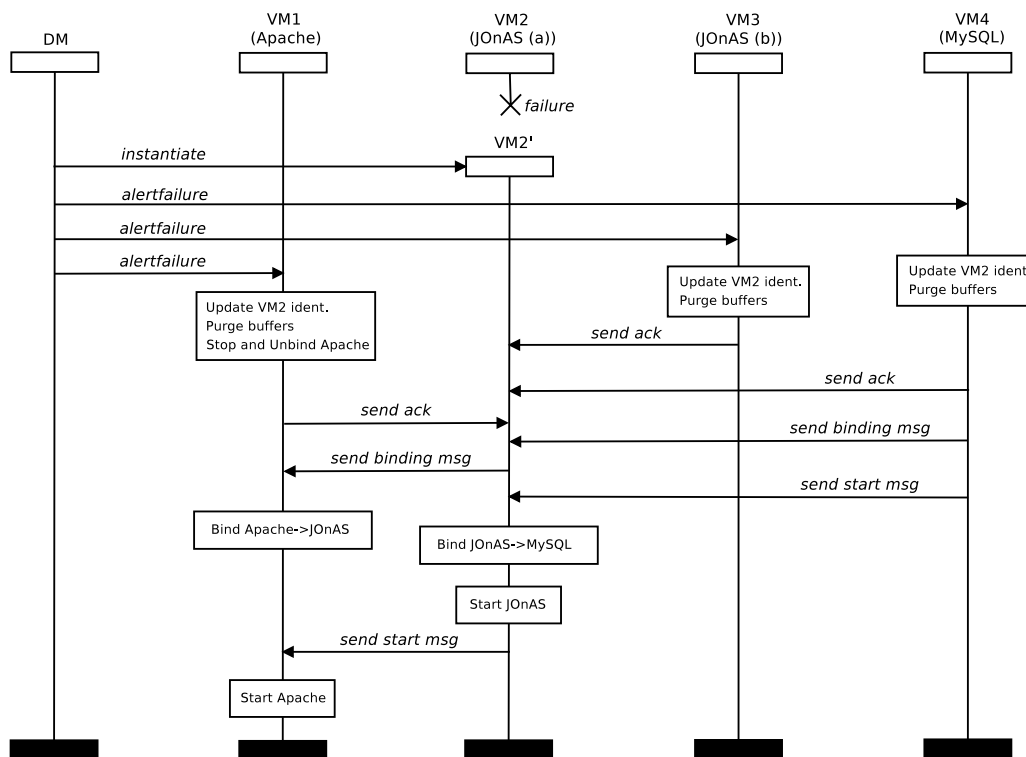 DM
VM1
(Apache)
VM2
(JOnAS (a))
VM3
(JOnAS (b))
VM4
(MySQL)
failure
VM2'
instantiate
alertfailure
alertfailure
alertfailure
Update VM2 ident.
Purge buffers
Stop and Unbind Apache
Update VM2 ident.
Purge buffers
Update VM2 ident.
Purge buffers
send ack
send ack
send ack
send binding msg
send binding msg
send start msg
Bind Apache->JOnAS
Bind JOnAS->MySQL
Start JOnAS
send start msg
Start Apache